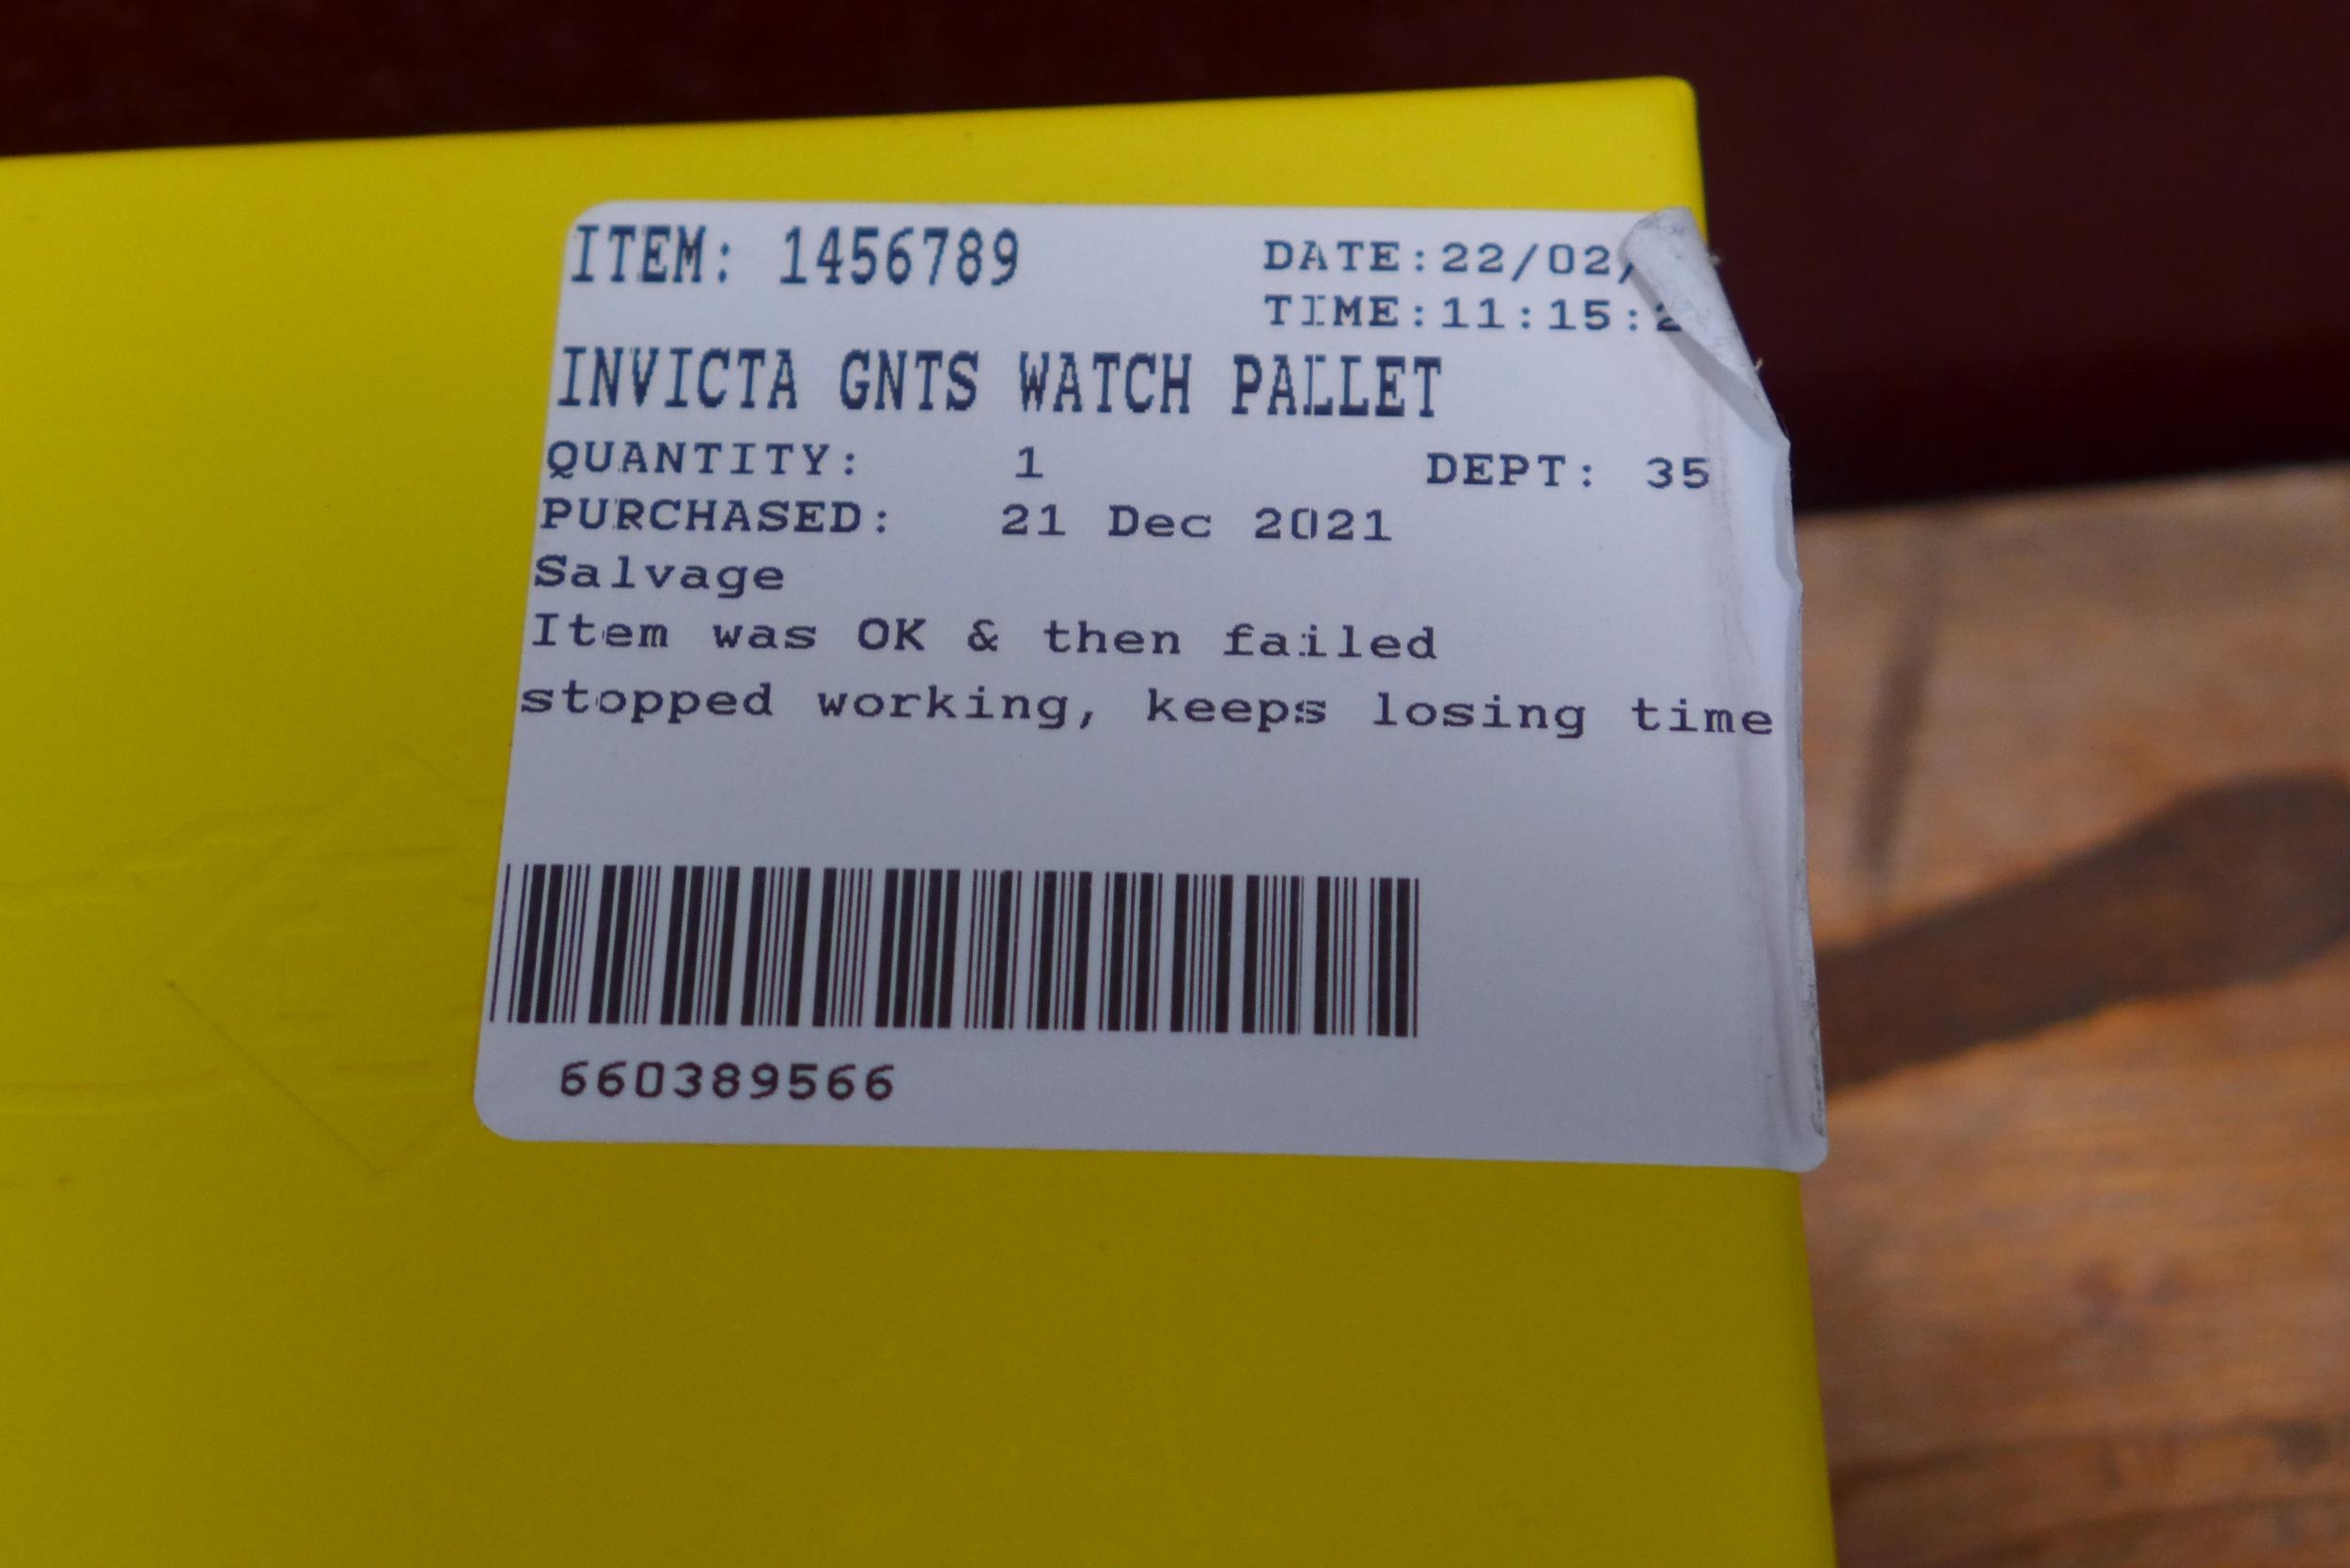 ITEM: 1456789
DATE:22/02/
TIME:11:15:
INVICTA GNTS WATCH PALLET
QUANTITY: 1 DEPT: 35
PURCHASED: 21 Dec 2021
Salvage
Item was OK & then failed
stopped working, keeps losing time
660389566